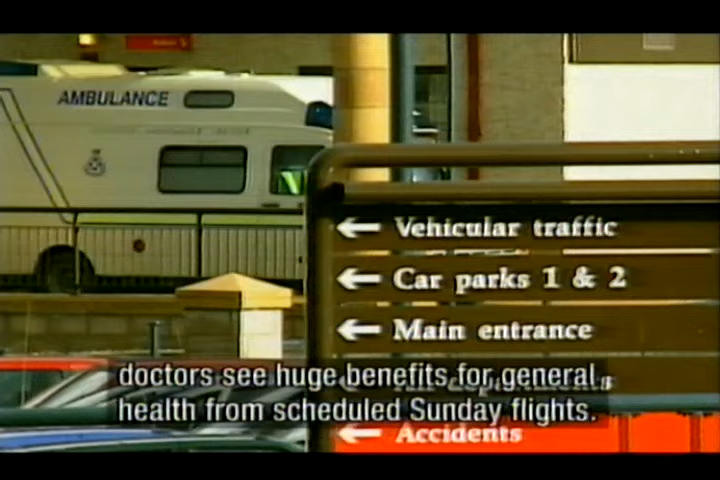 AMBULANCE
Vehicular traffic
Car parks 1 & 2
Main entrance
doctors see huge benefits for general
health from scheduled Sunday flights.
Accidents